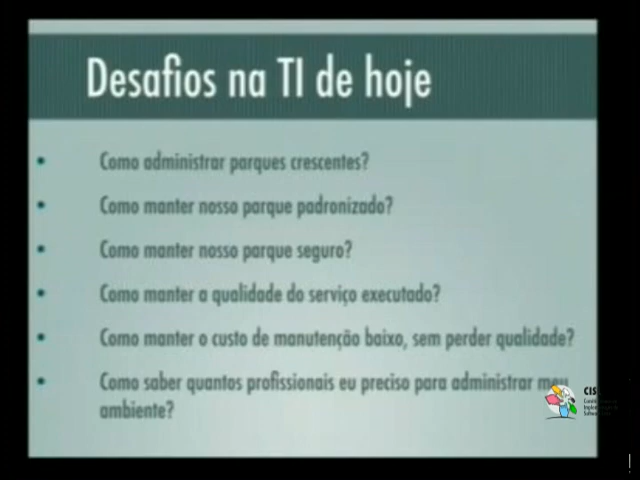 Desafios na TI de hoje
• Como administrar parques crescentes?
• Como manter nosso parque padronizado?
• Como manter nosso parque seguro?
• Como manter a qualidade do serviço executado?
• Como manter o custo de manutenção baixo, sem perder qualidade?
• Como saber quantos profissionais eu preciso para administrar meu
ambiente?
CIS